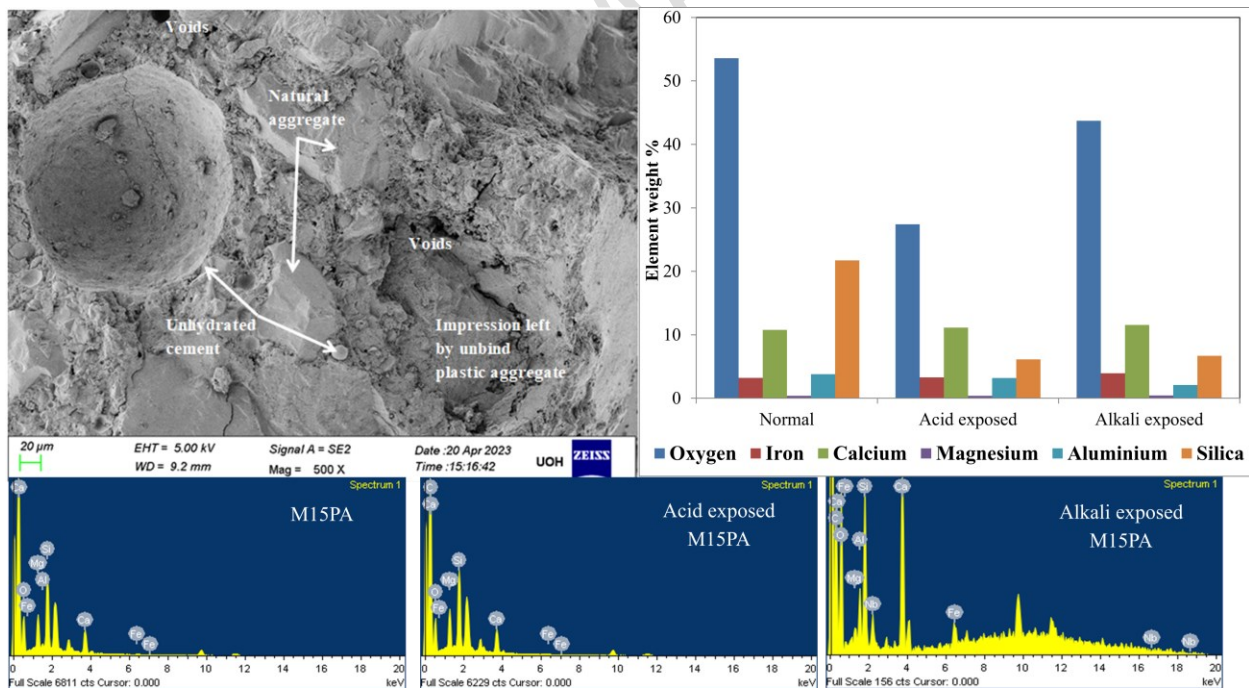 Voids
Natural
aggregate
Voids
Unhydrated
cement
Impression left
by unbind
plastic aggregate
20 µm
EHT = 5.00 kV
WD = 9.2 mm
Signal A = SE2
Mag = 500 X
Date :20 Apr 2023
Time :15:16:42
UOH
ZEISS
60
50
40
30
20
10
0
Element weight %
Normal
Acid exposed
Alkali exposed
Oxygen
Iron
Calcium
Magnesium
Aluminium
Silica
Spectrum 1
M15PA
Ca
Si
Mg
Al
O
Fe
Ca
Fe
Fe
0 2 4 6 8 10 12 14 16 18 20
Full Scale 6811 cts Cursor: 0.000
keV
Spectrum 1
Acid exposed
M15PA
C
Ca
Si
Mg
O
Fe
Ca
Fe
Fe
0 2 4 6 8 10 12 14 16 18 20
Full Scale 6229 cts Cursor: 0.000
keV
Spectrum 1
Alkali exposed
M15PA
Fe
Si
Ca
Ca
C
O
Al
Mg
Nb
Fe
Nb
Nb
0 2 4 6 8 10 12 14 16 18 20
Full Scale 156 cts Cursor: 0.000
keV